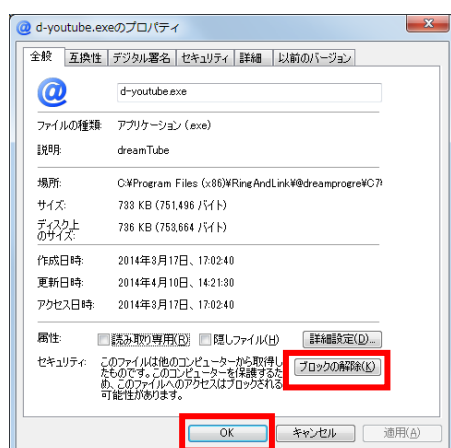 d-youtube.exeのプロパティ
全般 互換性 デジタル署名 セキュリティ 詳細 以前のバージョン
d-youtube.exe
ファイルの種類: アプリケーション (.exe)
説明: dreamTube
場所: C:¥Program Files (x86)¥RingAndLink¥@dreamprogre¥C7
サイズ: 733 KB (751,496 バイト)
ディスク上
のサイズ: 736 KB (753,664 バイト)
作成日時: 2014年3月17日、17:02:40
更新日時: 2014年4月10日、14:21:30
アクセス日時: 2014年3月17日、17:02:40
属性: 読み取り専用(R) 隠しファイル(H) 詳細設定(D)...
セキュリティ: このファイルは他のコンピューターから取得し
たものです。このコンピューターを保護するた
め、このファイルへのアクセスはブロックされる
可能性があります。
ブロックの解除(K)
OK キャンセル 適用(A)